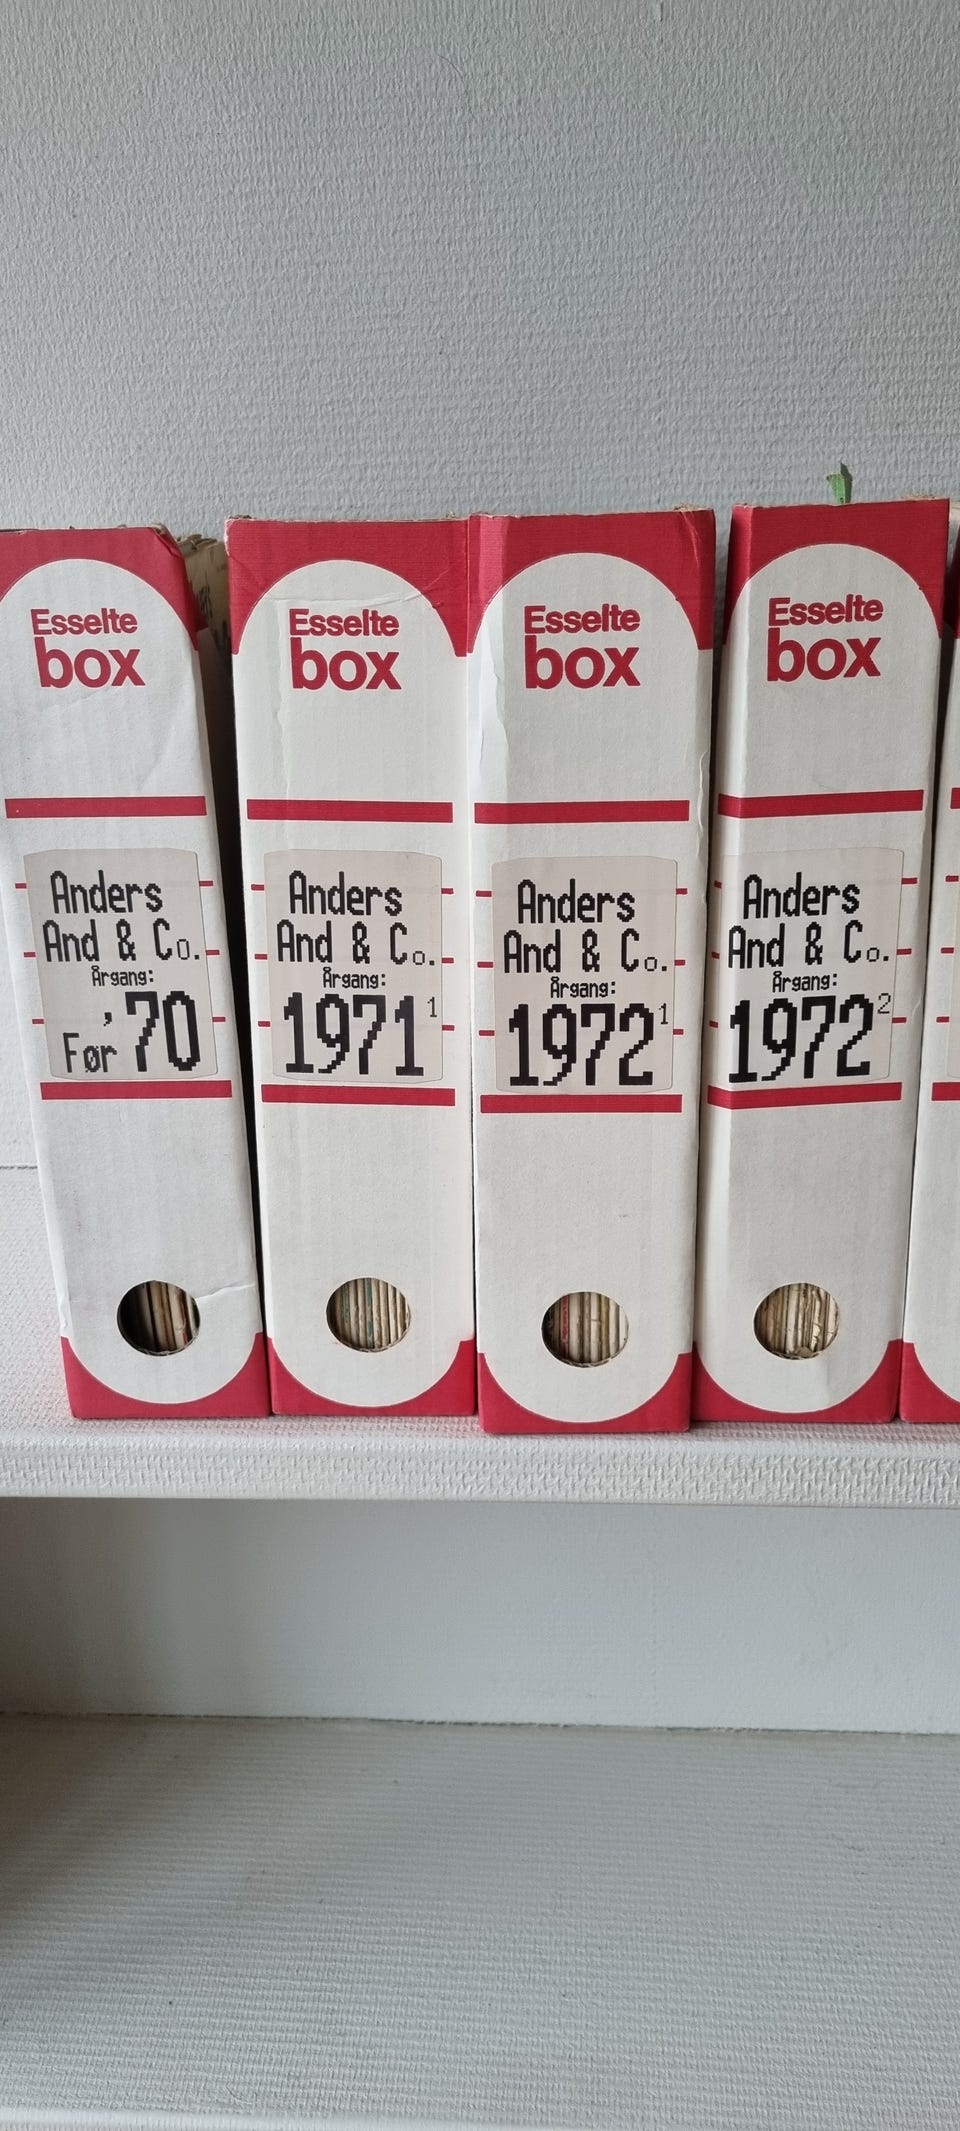 Esselte
box
Anders
And & Co.
Årgang:
Før '70
Esselte
box
Anders
And & Co.
Årgang:
1971 1
Esselte
box
Anders
And & Co.
Årgang:
1972 1
Esselte
box
Anders
And & Co.
Årgang:
1972 2